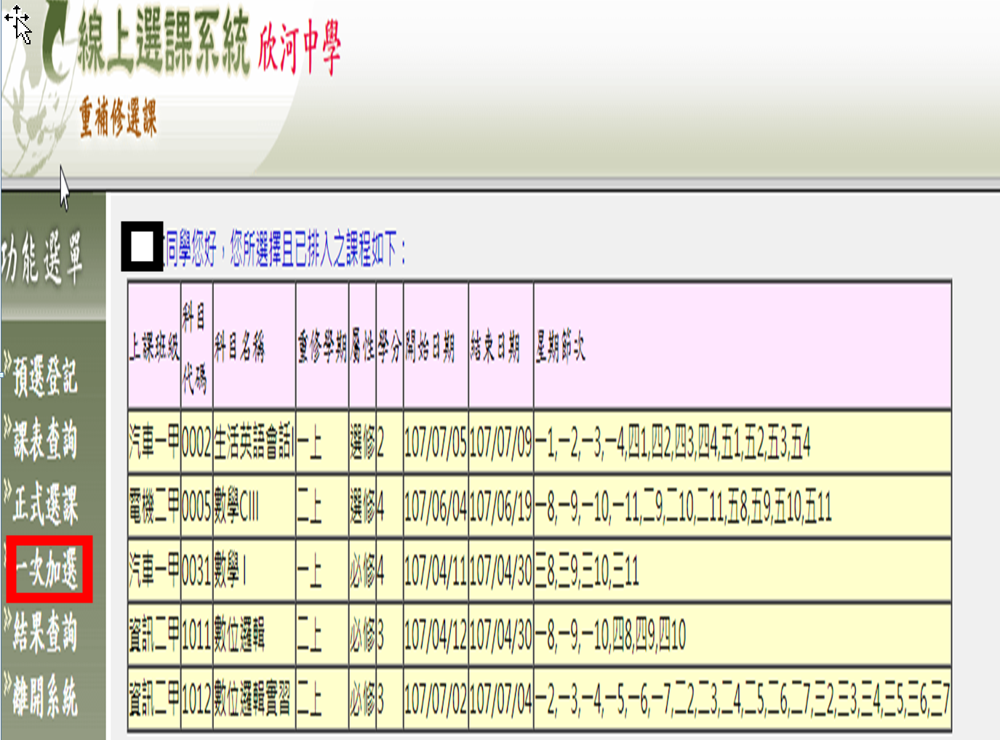 線上選課系統 欣河中學
重補修選課
功能選單
預選登記
課表查詢
正式選課
一次加選
結果查詢
離開系統
同學您好，您所選擇且已排入之課程如下：
上課班級 科目代碼 科目名稱 重修學期 屬性 學分 開始日期 結束日期 星期節次
汽車一甲 0002 生活英語會話I 一上 選修 2 107/07/05 107/07/09 一1,一2,一3,一4,四1,四2,四3,四4,五1,五2,五3,五4
電機二甲 0005 數學CIII 二上 選修 4 107/06/04 107/06/19 一8,一9,一10,一11,二9,二10,二11,五8,五9,五10,五11
汽車一甲 0031 數學 I 一上 必修 4 107/04/11 107/04/30 三8,三9,三10,三11
資訊二甲 1011 數位邏輯 二上 必修 3 107/04/12 107/04/30 一8,一9,一10,四8,四9,四10
資訊二甲 1012 數位邏輯實習 二上 必修 3 107/07/02 107/07/04 一2,一3,一4,一5,一6,一7,二2,二3,二4,二5,二6,二7,三2,三3,三4,三5,三6,三7